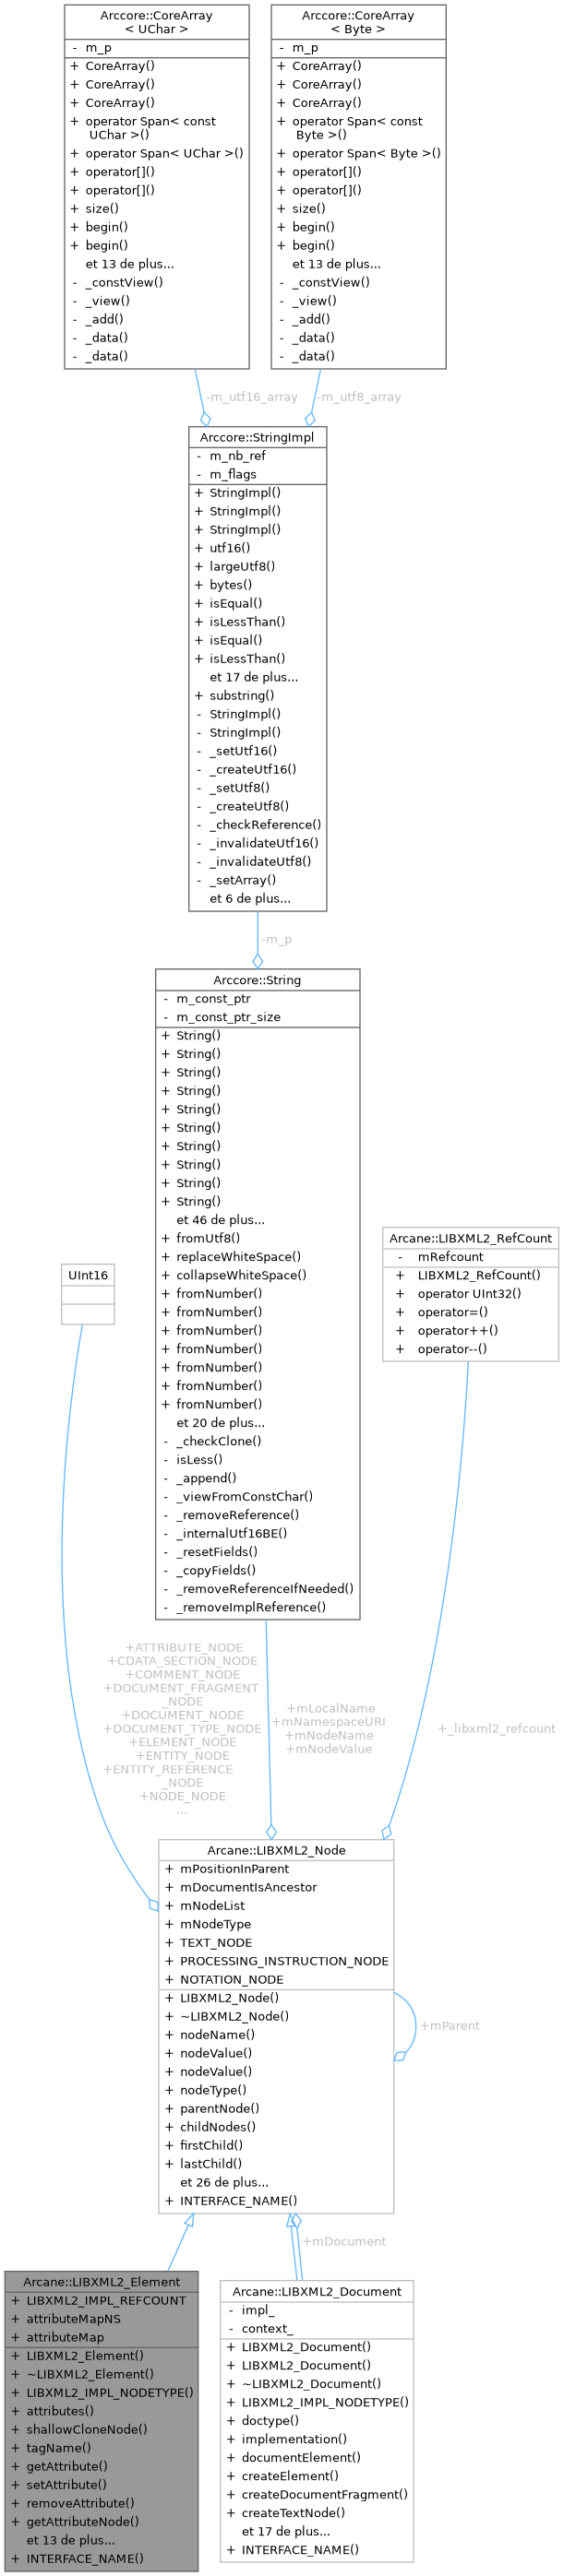 Arccore::CoreArray
< UChar >
- m_p
+ CoreArray()
+ CoreArray()
+ CoreArray()
+ operator Span< const
UChar >()
+ operator Span< UChar >()
+ operator[]()
+ operator[]()
+ size()
+ begin()
+ begin()
et 13 de plus...
- _constView()
- _view()
- _add()
- _data()
- _data()
Arccore::CoreArray
< Byte >
- m_p
+ CoreArray()
+ CoreArray()
+ CoreArray()
+ operator Span< const
Byte >()
+ operator Span< Byte >()
+ operator[]()
+ operator[]()
+ size()
+ begin()
+ begin()
et 13 de plus...
- _constView()
- _view()
- _add()
- _data()
- _data()
-m_utf16_array
-m_utf8_array
Arccore::StringImpl
- m_nb_ref
- m_flags
+ StringImpl()
+ StringImpl()
+ StringImpl()
+ utf16()
+ largeUtf8()
+ bytes()
+ isEqual()
+ isLessThan()
+ isEqual()
+ isLessThan()
et 17 de plus...
+ substring()
- StringImpl()
- StringImpl()
- _setUtf16()
- _createUtf16()
- _setUtf8()
- _createUtf8()
- _checkReference()
- _invalidateUtf16()
- _invalidateUtf8()
- _setArray()
et 6 de plus...
-m_p
Arccore::String
- m_const_ptr
- m_const_ptr_size
+ String()
+ String()
+ String()
+ String()
+ String()
+ String()
+ String()
+ String()
+ String()
+ String()
et 46 de plus...
+ fromUtf8()
+ replaceWhiteSpace()
+ collapseWhiteSpace()
+ fromNumber()
+ fromNumber()
+ fromNumber()
+ fromNumber()
+ fromNumber()
+ fromNumber()
+ fromNumber()
et 20 de plus...
- _checkClone()
- isLess()
- _append()
- _viewFromConstChar()
- _removeReference()
- _internalUtf16BE()
- _resetFields()
- _copyFields()
- _removeReferenceIfNeeded()
- _removeImplReference()
UInt16
Arcane::LIBXML2_RefCount
- mRefcount
+ LIBXML2_RefCount()
+ operator UInt32()
+ operator=()
+ operator++()
+ operator--()
+ATTRIBUTE_NODE
+CDATA_SECTION_NODE
+COMMENT_NODE
+DOCUMENT_FRAGMENT
_NODE
+DOCUMENT_NODE
+DOCUMENT_TYPE_NODE
+ELEMENT_NODE
+ENTITY_NODE
+ENTITY_REFERENCE
_NODE
+NODE_NODE
...
+mLocalName
+mNamespaceURI
+mNodeName
+mNodeValue
+_libxml2_refcount
Arcane::LIBXML2_Node
+ mPositionInParent
+ mDocumentIsAncestor
+ mNodeList
+ mNodeType
+ TEXT_NODE
+ PROCESSING_INSTRUCTION_NODE
+ NOTATION_NODE
+ LIBXML2_Node()
+ ~LIBXML2_Node()
+ nodeName()
+ nodeValue()
+ nodeValue()
+ nodeType()
+ parentNode()
+ childNodes()
+ firstChild()
+ lastChild()
et 26 de plus...
+ INTERFACE_NAME()
+mParent
+mDocument
Arcane::LIBXML2_Element
+ LIBXML2_IMPL_REFCOUNT
+ attributeMapNS
+ attributeMap
+ LIBXML2_Element()
+ ~LIBXML2_Element()
+ LIBXML2_IMPL_NODETYPE()
+ attributes()
+ shallowCloneNode()
+ tagName()
+ getAttribute()
+ setAttribute()
+ removeAttribute()
+ getAttributeNode()
et 13 de plus...
+ INTERFACE_NAME()
Arcane::LIBXML2_Document
- impl_
- context_
+ LIBXML2_Document()
+ LIBXML2_Document()
+ ~LIBXML2_Document()
+ LIBXML2_IMPL_NODETYPE()
+ doctype()
+ implementation()
+ documentElement()
+ createElement()
+ createDocumentFragment()
+ createTextNode()
et 17 de plus...
+ INTERFACE_NAME()